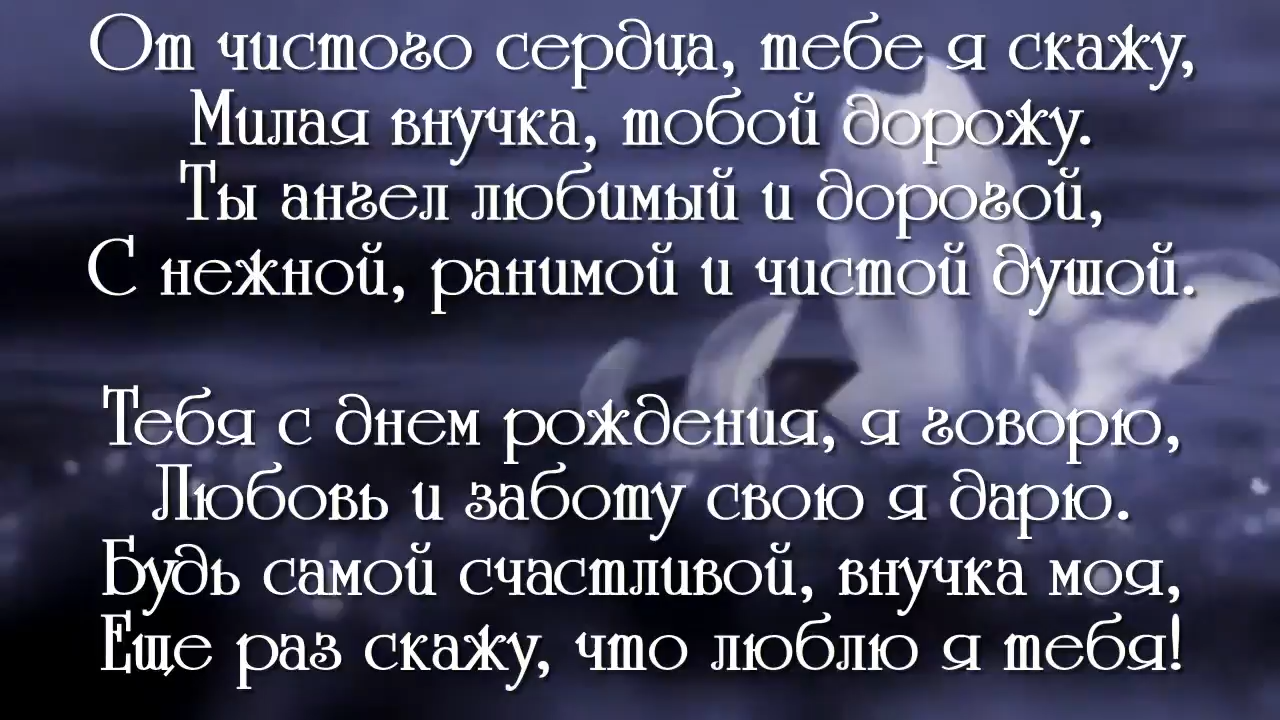 От чистого сердца, тебе я скажу,
Милая внучка, тобой дорожу.
Ты ангел любимый и дорогой,
С нежной, ранимой и чистой душой.
Тебя с днем рождения, я говорю,
Любовь и заботу свою я дарю.
Будь самой счастливой, внучка моя,
Еще раз скажу, что люблю я тебя!